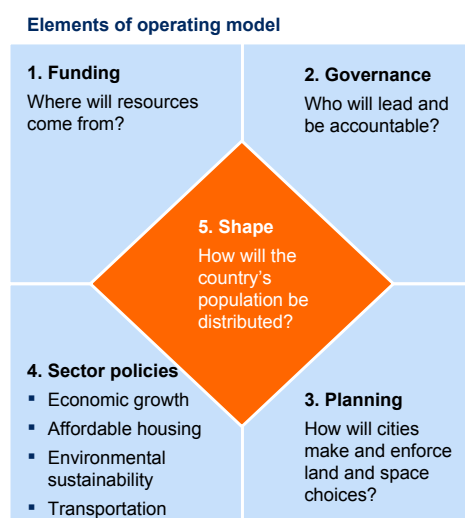 Elements of operating model
1. Funding
Where will resources
come from?
2. Governance
Who will lead and
be accountable?
5. Shape
How will the
country's
population be
distributed?
4. Sector policies
▪ Economic growth
▪ Affordable housing
▪ Environmental
sustainability
▪ Transportation
3. Planning
How will cities
make and enforce
land and space
choices?